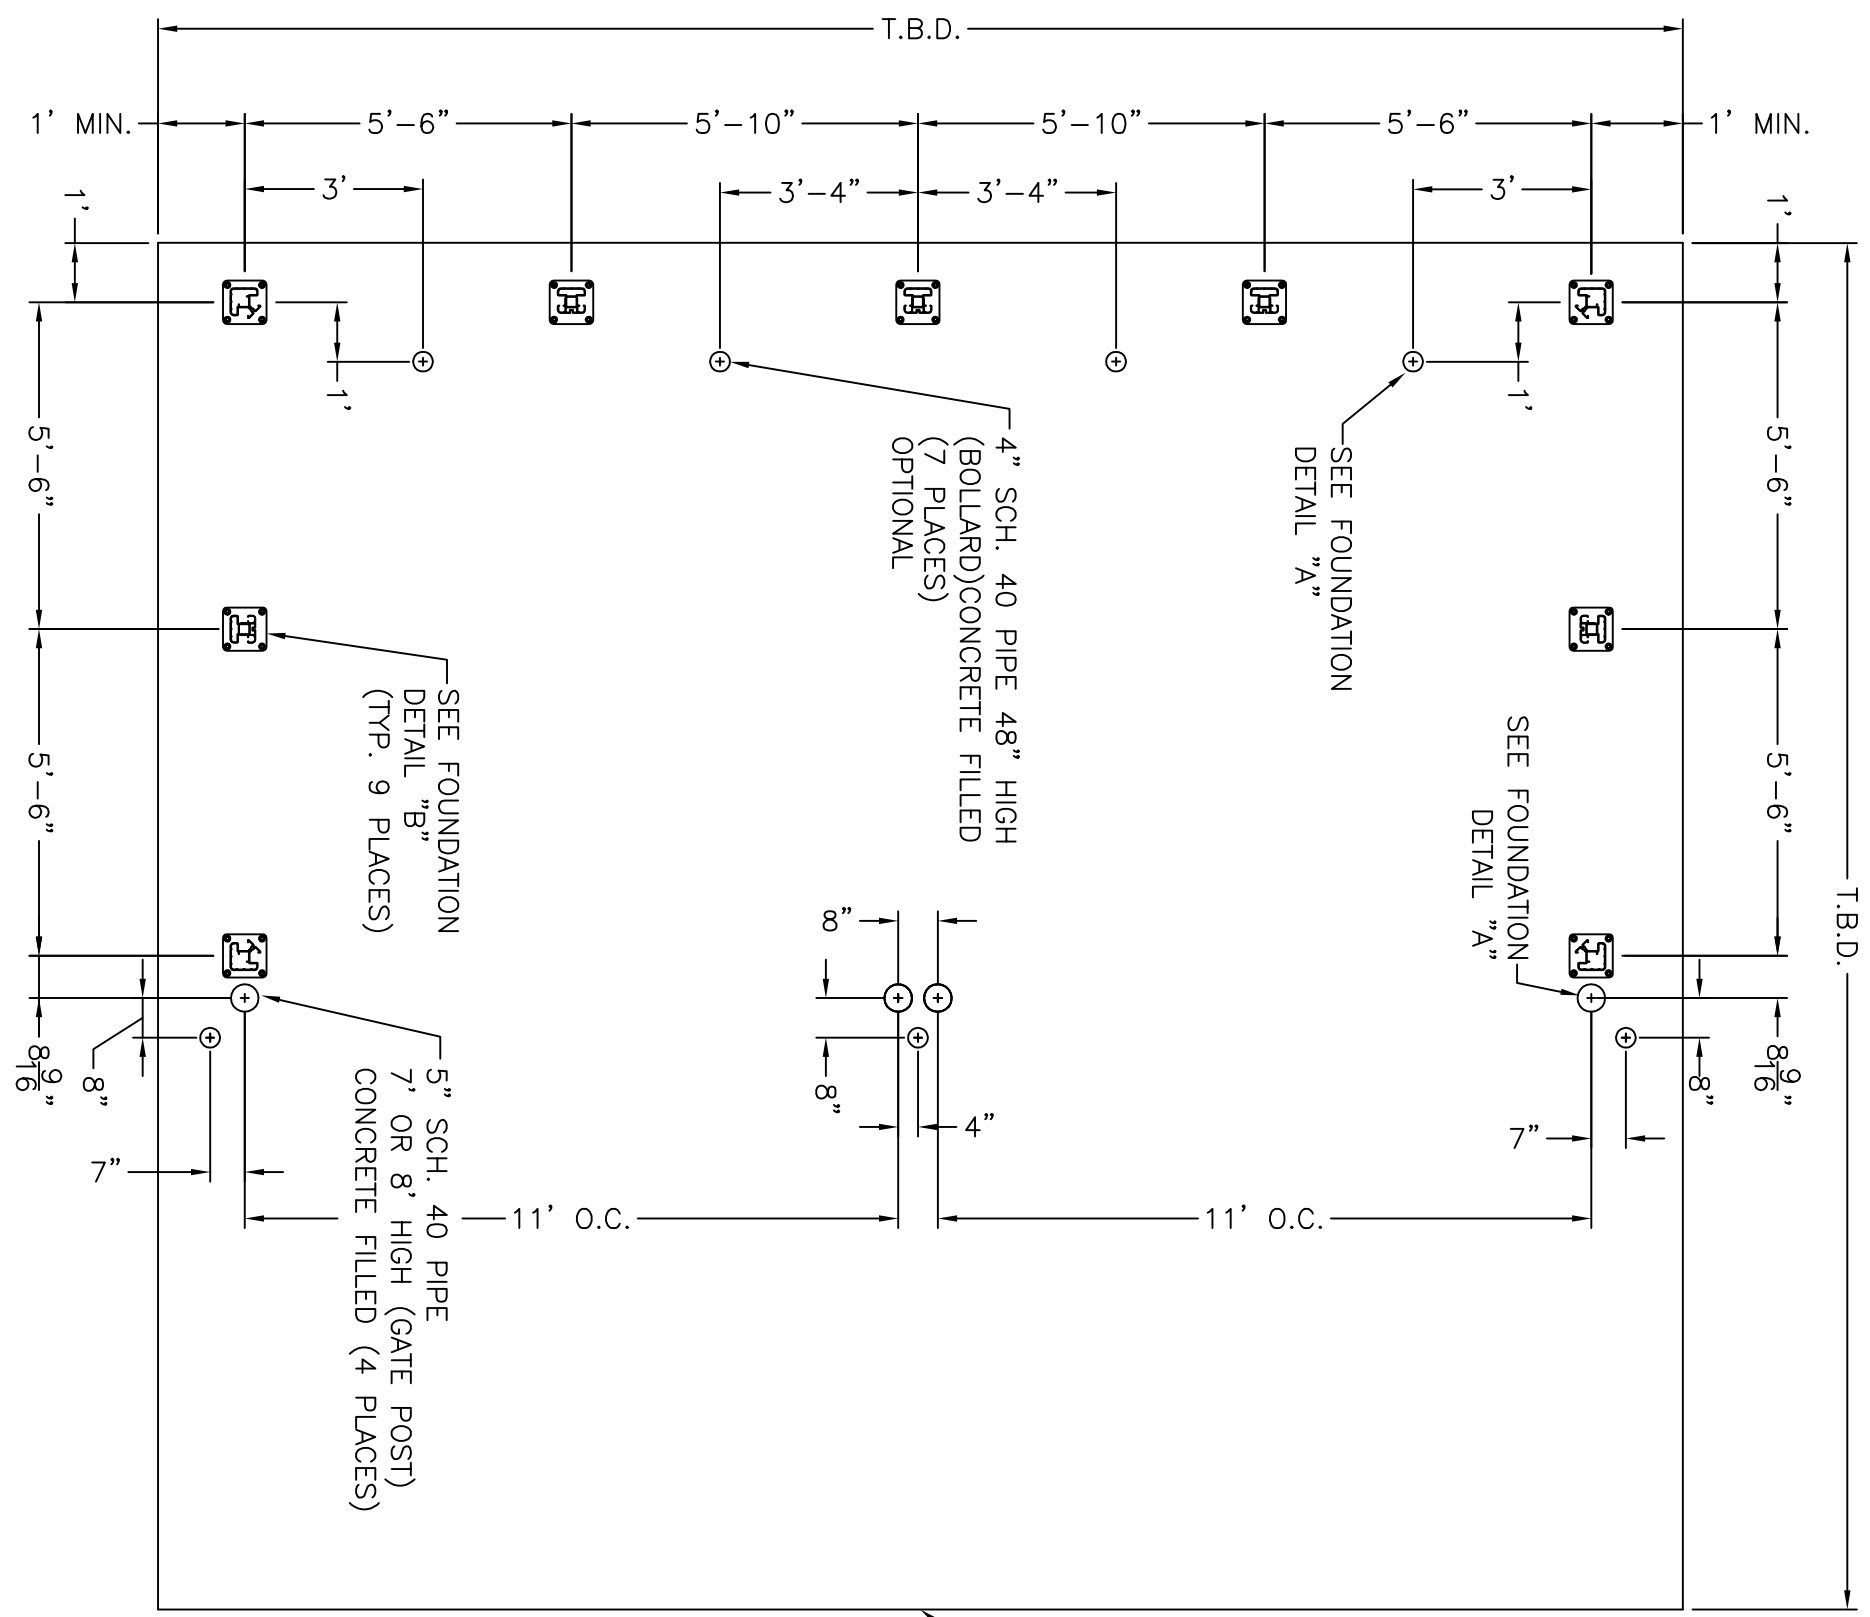 T.B.D.
1' MIN.
5'-6"
5'-10"
5'-10"
5'-6"
1' MIN.
3'
3'-4"
3'-4"
3'
1'
1'
1'
1'
5'-6"
5'-6"
5'-6"
5'-6"
T.B.D.
SEE FOUNDATION
DETAIL "A"
4" SCH. 40 PIPE 48" HIGH
(BOLLARD)CONCRETE FILLED
(7 PLACES)
OPTIONAL
SEE FOUNDATION
DETAIL "B"
(TYP. 9 PLACES)
SEE FOUNDATION
DETAIL "A"
8"
8"
4"
8 9/16"
8"
7"
8 9/16"
8"
7"
5" SCH. 40 PIPE
7' OR 8' HIGH (GATE POST)
CONCRETE FILLED (4 PLACES)
11' O.C.
11' O.C.